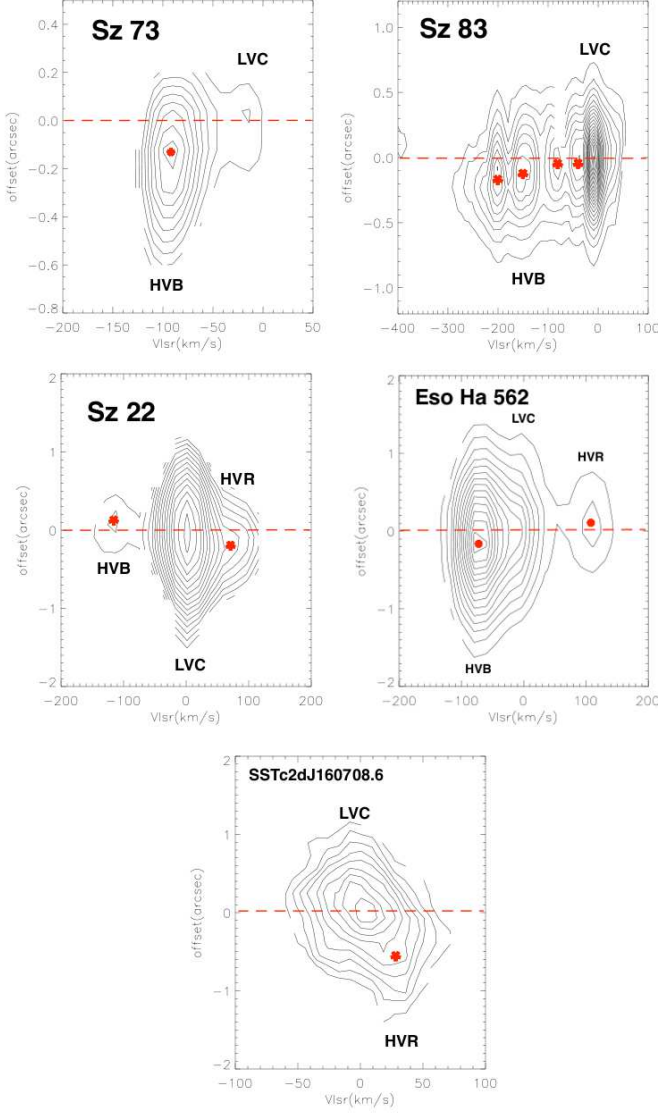 Sz 73
LVC
HVB
offset(arcsec)
0.4
0.2
0.0
−0.2
−0.4
−0.6
−0.8
−200 −150 −100 −50 0 50
Vlsr(km/s)
Sz 83
LVC
HVB
offset(arcsec)
1.0
0.5
0.0
−0.5
−1.0
−400 −300 −200 −100 0
Vlsr(km/s)
Sz 22
HVR
HVB
LVC
offset(arcsec)
2
1
0
−1
−2
−200 −100 0 100 200
Vlsr(km/s)
Eso Ha 562
LVC
HVR
HVB
offset(arcsec)
2
1
0
−1
−2
−200 −100 0 100 200
Vlsr(km/s)
SSTc2dJ160708.6
LVC
HVR
offset(arcsec)
2
1
0
−1
−2
−100 −50 0 50 100
Vlsr(km/s)